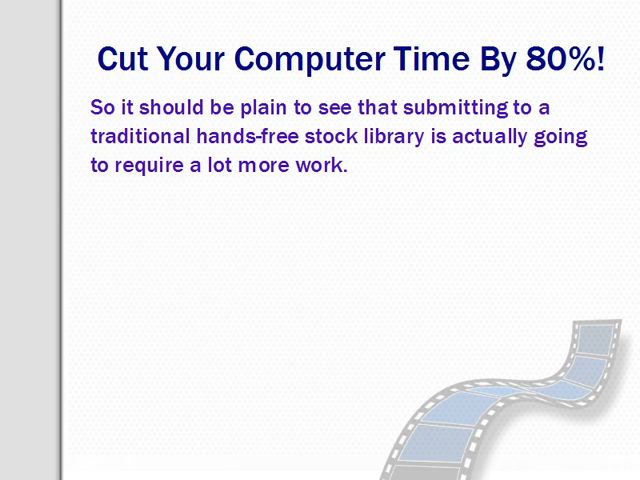 Cut Your Computer Time By 80%!
So it should be plain to see that submitting to a
traditional hands-free stock library is actually going
to require a lot more work.